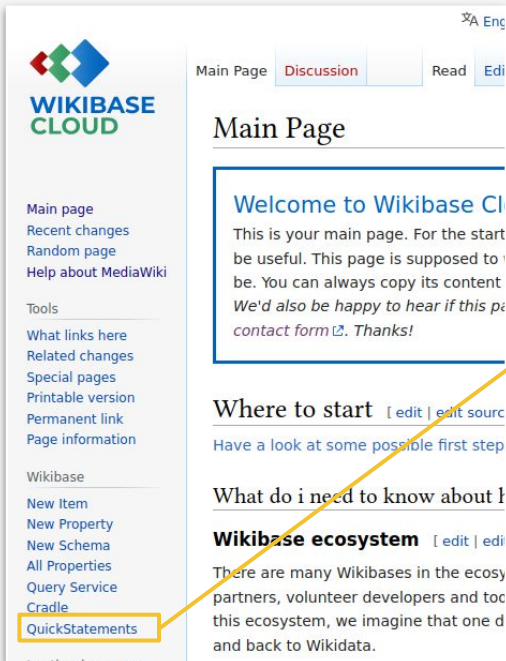 Eng
Main Page Discussion Read Edi
WIKIBASE
CLOUD
Main Page
Main page
Recent changes
Random page
Help about MediaWiki
Tools
What links here
Related changes
Special pages
Printable version
Permanent link
Page information
Wikibase
New Item
New Property
New Schema
All Properties
Query Service
Cradle
QuickStatements
Welcome to Wikibase Cl
This is your main page. For the start
be useful. This page is supposed to
be. You can always copy its content
We'd also be happy to hear if this pa
contact form. Thanks!
Where to start [ edit | edit sourc
Have a look at some possible first step
What do i need to know about h
Wikibase ecosystem [ edit | edi
There are many Wikibases in the ecosy
partners, volunteer developers and too
this ecosystem, we imagine that one d
and back to Wikidata.